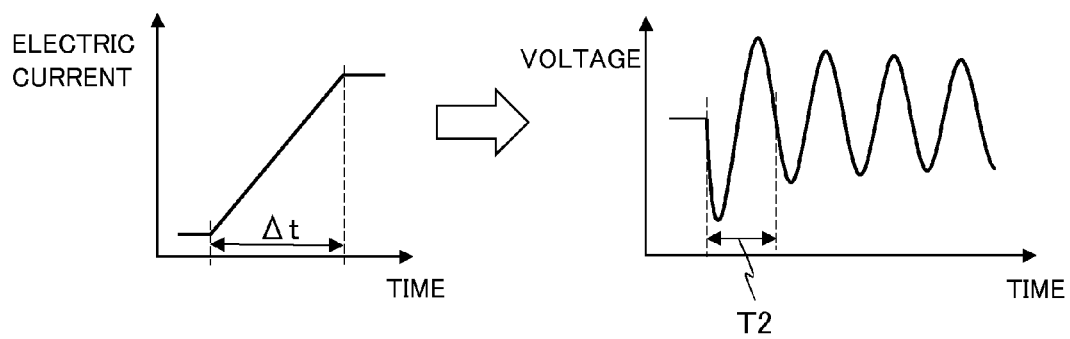 ELECTRIC
CURRENT
Δt
TIME
VOLTAGE
TIME
T2